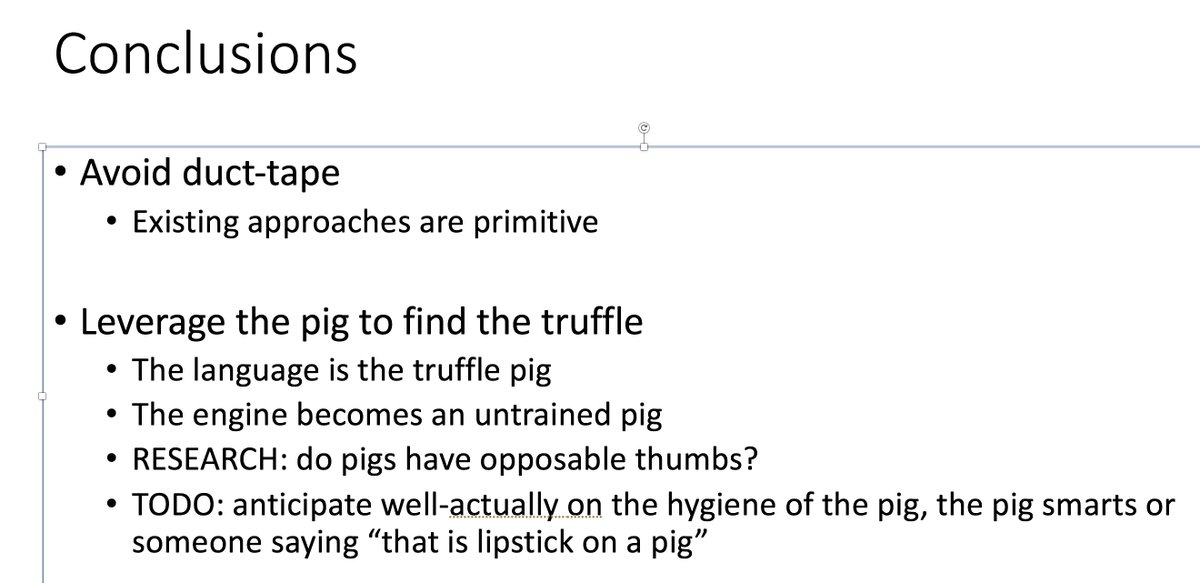 Conclusions
• Avoid duct-tape
• Existing approaches are primitive
• Leverage the pig to find the truffle
• The language is the truffle pig
• The engine becomes an untrained pig
• RESEARCH: do pigs have opposable thumbs?
• TODO: anticipate well-actually on the hygiene of the pig, the pig smarts or
someone saying “that is lipstick on a pig”